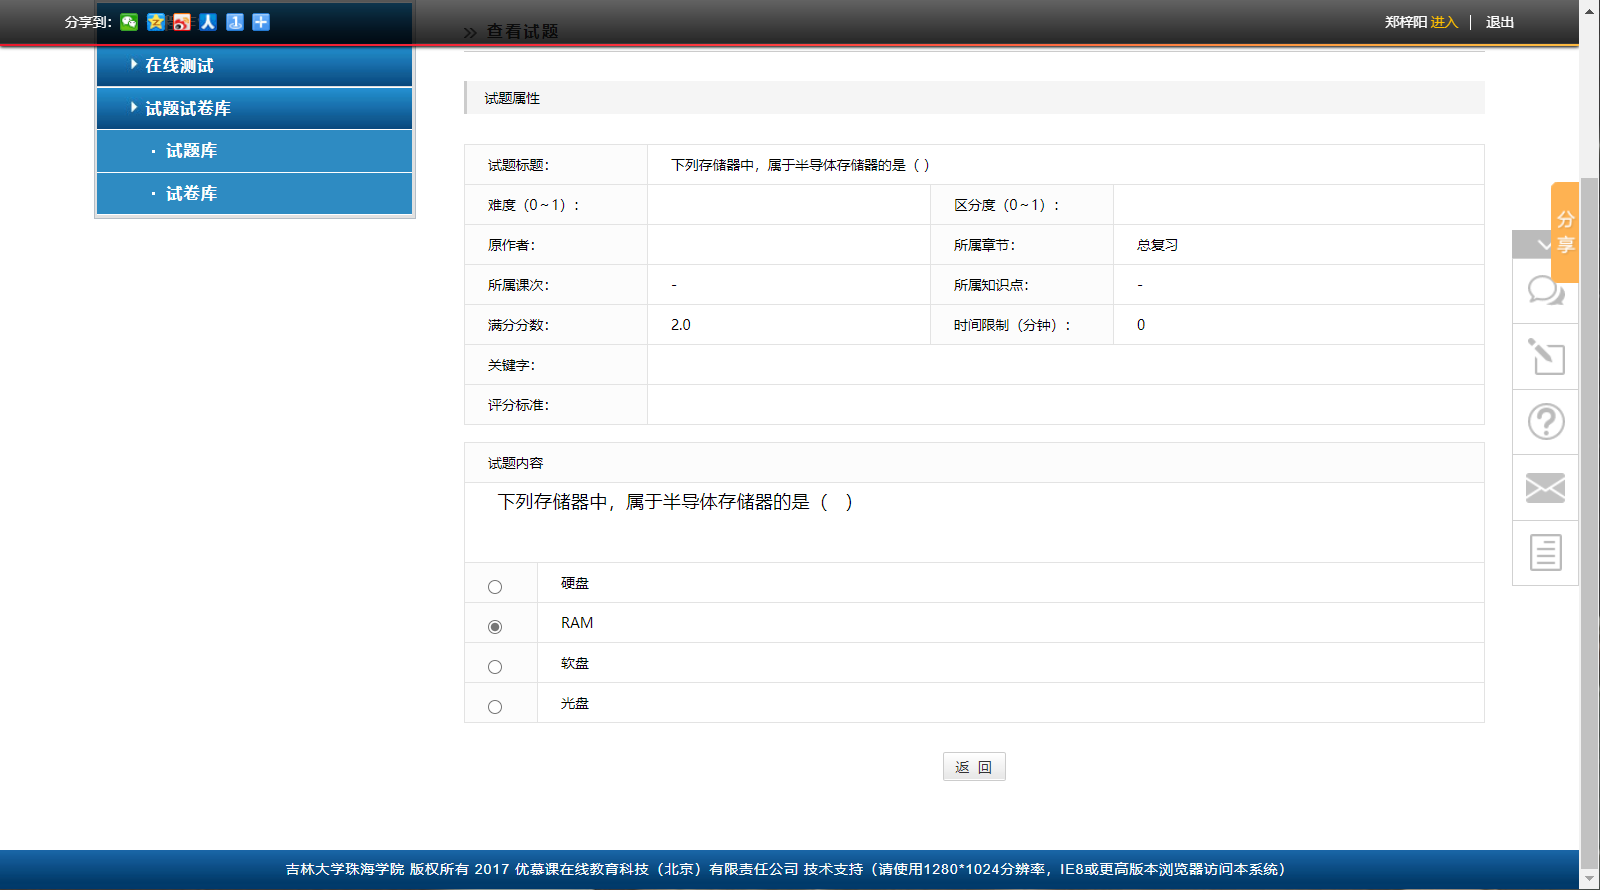 分享到：
郑梓阳 进入 | 退出
» 查看试题
在线测试
试题试卷库
· 试题库
· 试卷库
试题属性
试题标题： 下列存储器中，属于半导体存储器的是（ ）
难度（0～1）： 区分度（0～1）：
原作者： 所属章节： 总复习
所属课次： - 所属知识点： -
满分分数： 2.0 时间限制（分钟）： 0
关键字：
评分标准：
试题内容
下列存储器中，属于半导体存储器的是（ ）
硬盘
RAM
软盘
光盘
返 回
分享
吉林大学珠海学院 版权所有 2017 优慕课在线教育科技（北京）有限责任公司 技术支持（请使用1280*1024分辨率，IE8或更高版本浏览器访问本系统）